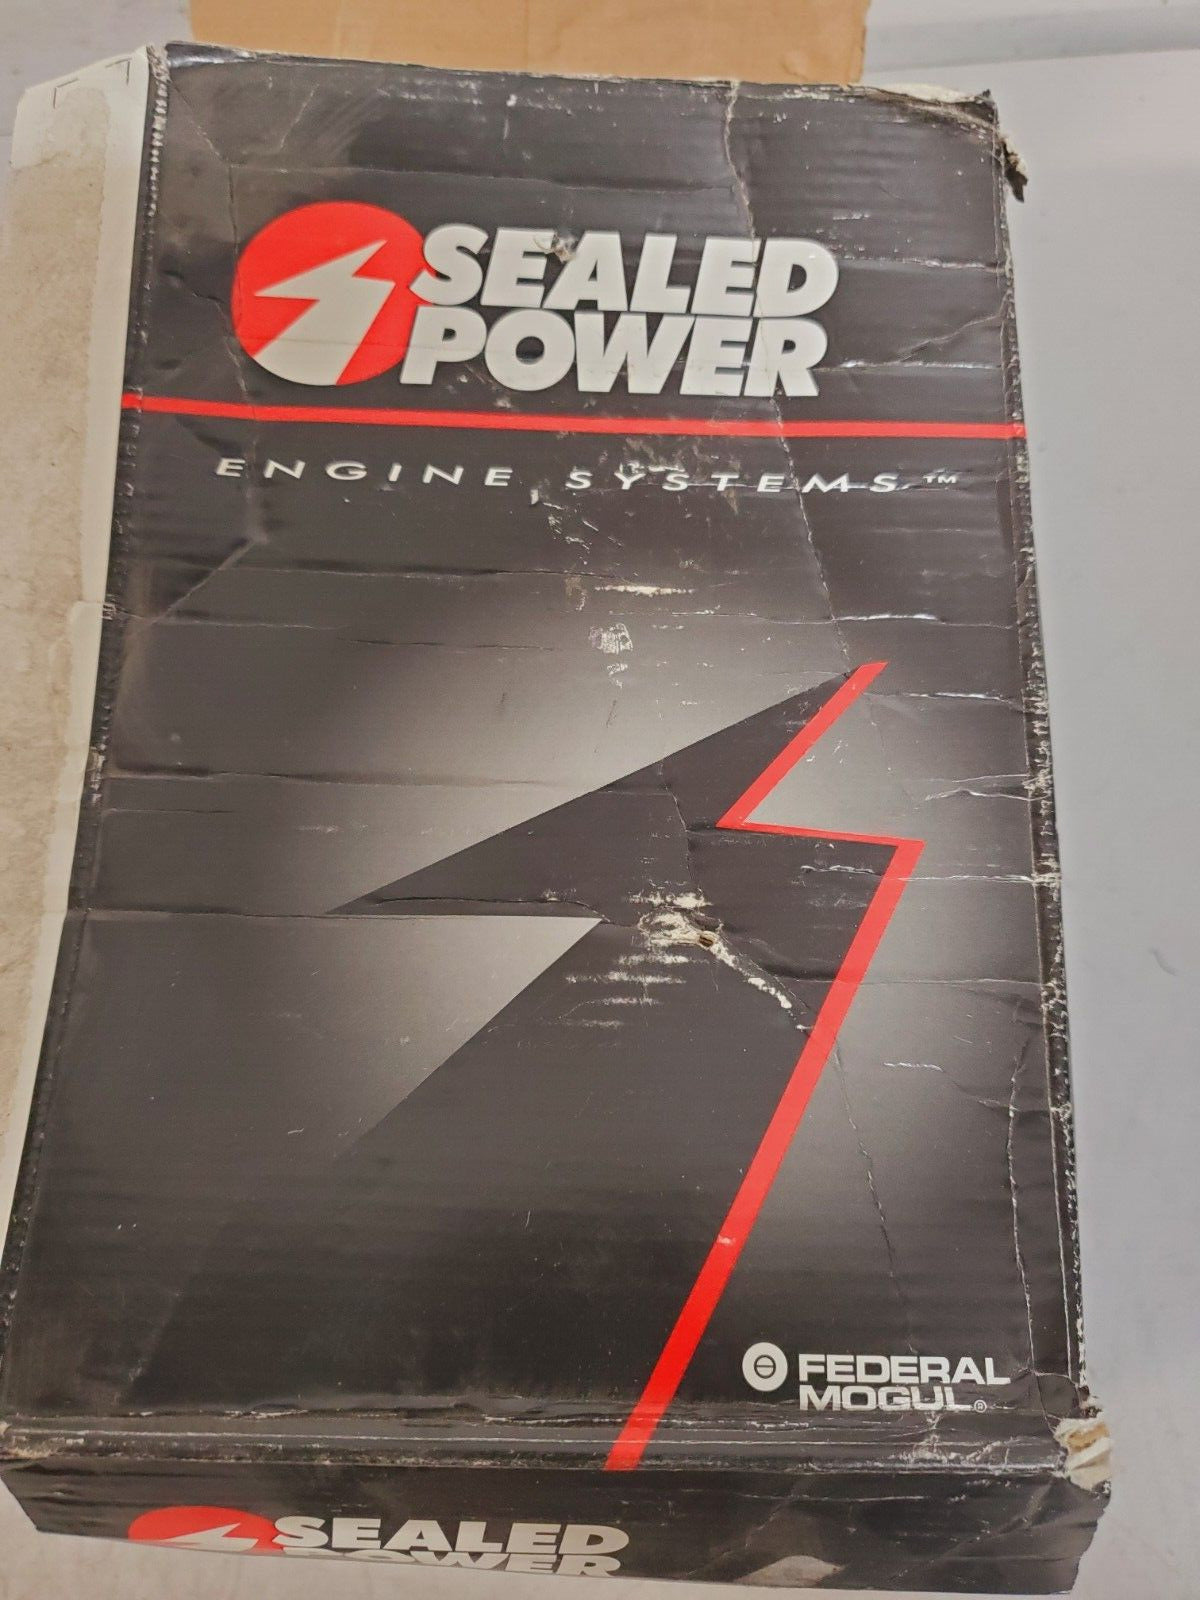 SEALED
POWER
ENGINE SYSTEMS™
FEDERAL
MOGUL®
SEALED
POWER